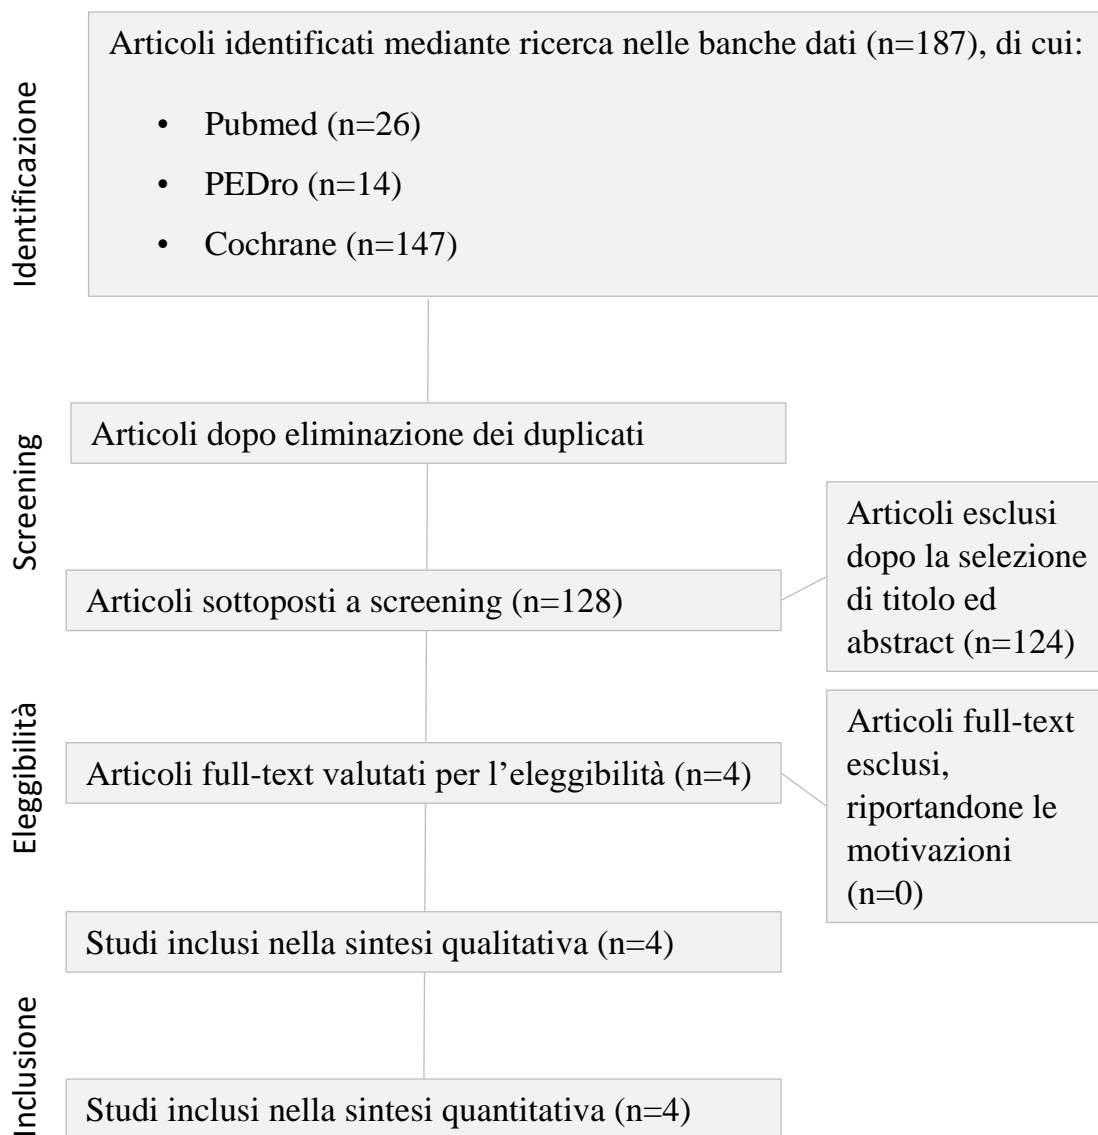 Identificazione
Articoli identificati mediante ricerca nelle banche dati (n=187), di cui:
• Pubmed (n=26)
• PEDro (n=14)
• Cochrane (n=147)
Screening
Articoli dopo eliminazione dei duplicati
Articoli sottoposti a screening (n=128)
Articoli esclusi
dopo la selezione
di titolo ed
abstract (n=124)
Eleggibilità
Articoli full-text valutati per l’eleggibilità (n=4)
Articoli full-text
esclusi,
riportandone le
motivazioni
(n=0)
Inclusione
Studi inclusi nella sintesi qualitativa (n=4)
Studi inclusi nella sintesi quantitativa (n=4)